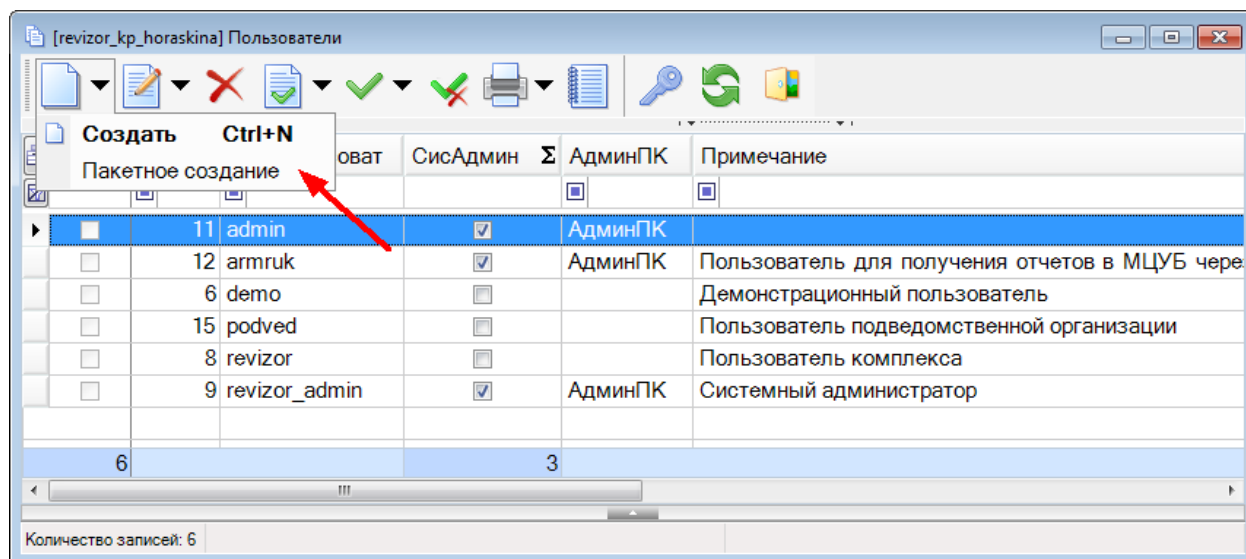 [revizor_kp_horaskina] Пользователи
Создать Ctrl+N
Пакетное создание
оват СисАдмин Σ АдминПК Примечание
11 admin АдминПК
12 armruk АдминПК Пользователь для получения отчетов в МЦУБ чере
6 demo Демонстрационный пользователь
15 podved Пользователь подведомственной организации
8 revizor Пользователь комплекса
9 revizor_admin АдминПК Системный администратор
6 3
Количество записей: 6